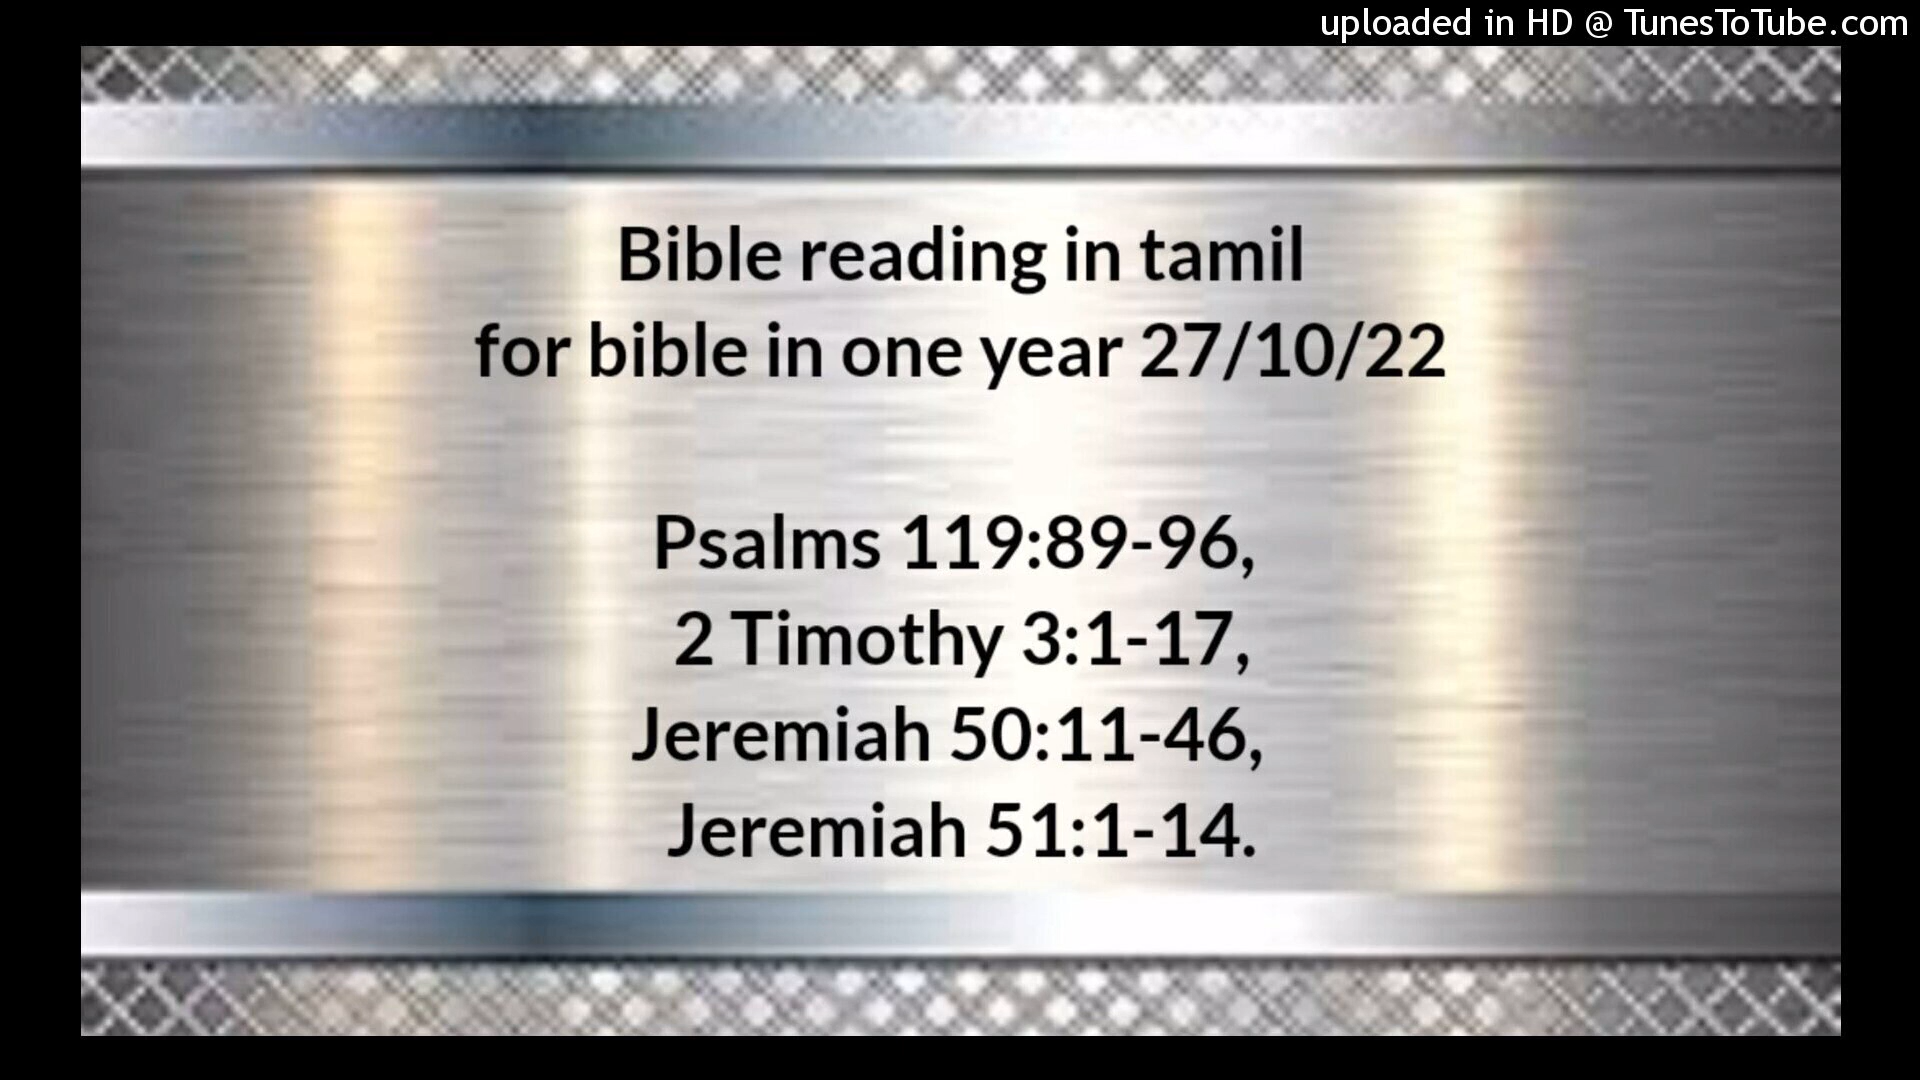 uploaded in HD @ TunesToTube.com
Bible reading in tamil
for bible in one year 27/10/22
Psalms 119:89-96,
2 Timothy 3:1-17,
Jeremiah 50:11-46,
Jeremiah 51:1-14.